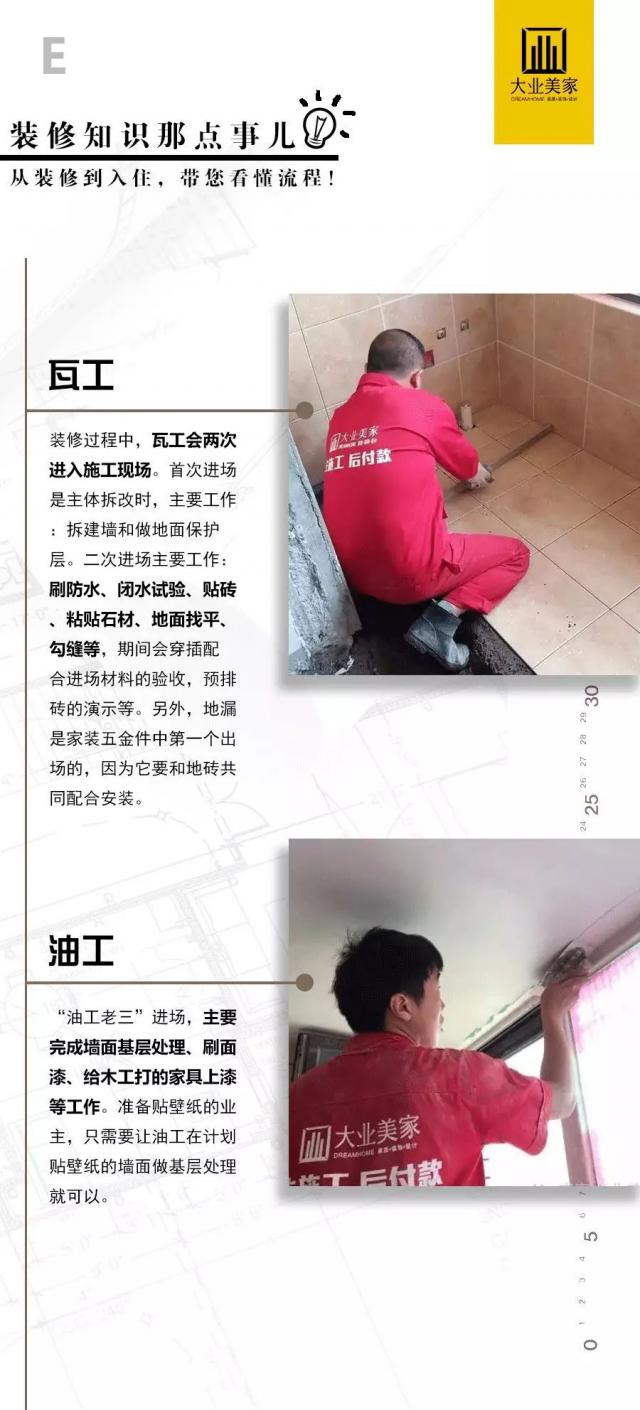 E
大业美家
DREAMHOME 家居•装饰•设计
装修知识那点事儿
从装修到入住，带您看懂流程！
瓦工
装修过程中，瓦工会两次
进入施工现场。首次进场
是主体拆改时，主要工作
：拆建墙和做地面保护
层。二次进场主要工作：
刷防水、闭水试验、贴砖
、粘贴石材、地面找平、
勾缝等，期间会穿插配
合进场材料的验收，预排
砖的演示等。另外，地漏
是家装五金件中第一个出
场的，因为它要和地砖共
同配合安装。
大业美家
施工 后付款
30
29
28
27
26
25
24
油工
“油工老三”进场，主要
完成墙面基层处理、刷面
漆、给木工打的家具上漆
等工作。准备贴壁纸的业
主，只需要让油工在计划
贴壁纸的墙面做基层处理
就可以。
大业美家
DREAMHOME 家居•装饰•设计
施工 后付款
7
6
5
4
3
2
1
0